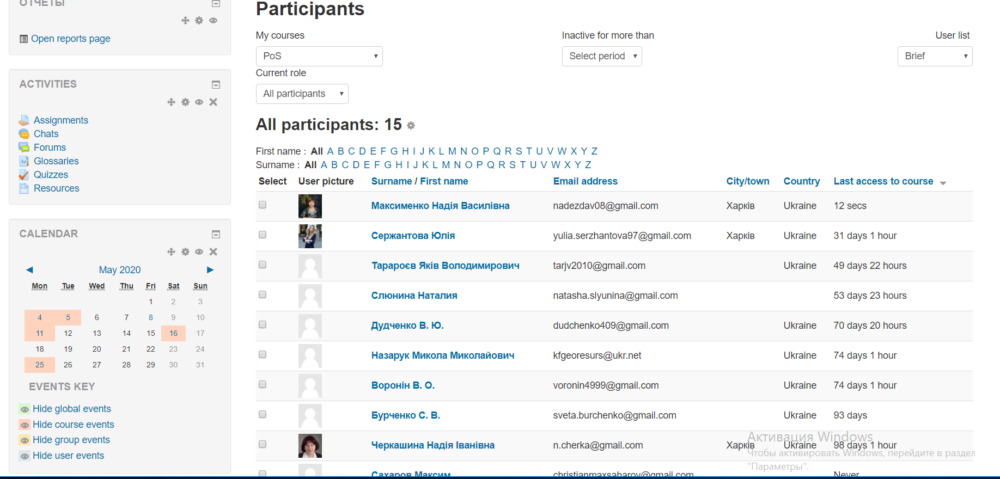 ОТЧЕТЫ
Open reports page
ACTIVITIES
Assignments
Chats
Forums
Glossaries
Quizzes
Resources
CALENDAR
May 2020
Mon Tue Wed Thu Fri Sat Sun
1 2 3
4 5 6 7 8 9 10
11 12 13 14 15 16 17
18 19 20 21 22 23 24
25 26 27 28 29 30 31
EVENTS KEY
Hide global events
Hide course events
Hide group events
Hide user events
Participants
My courses
PoS
Inactive for more than
Select period
User list
Brief
Current role
All participants
All participants: 15
First name : All A B C D E F G H I J K L M N O P Q R S T U V W X Y Z
Surname : All A B C D E F G H I J K L M N O P Q R S T U V W X Y Z
Select User picture Surname / First name Email address City/town Country Last access to course
Максименко Надія Василівна nadezdav08@gmail.com Харків Ukraine 12 secs
Сержантова Юлія yulia.serzhantova97@gmail.com Харків Ukraine 31 days 1 hour
Тарароєв Яків Володимирович tarjv2010@gmail.com Ukraine 49 days 22 hours
Слюнина Наталия natasha.slyunina@gmail.com 53 days 23 hours
Дудченко В. Ю. dudchenko409@gmail.com Ukraine 70 days 20 hours
Назарук Микола Миколайович kfgeoresurs@ukr.net Ukraine 74 days 1 hour
Воронін В. О. voronin4999@gmail.com Ukraine 74 days 1 hour
Бурченко С. В. sveta.burchenko@gmail.com Ukraine 93 days
Черкашина Надія Іванівна n.cherka@gmail.com Харків Ukraine 98 days 1 hour
Сахаров Максим christianmaxsaharov@gmail.com Never
Активация Windows
Чтобы активировать Windows, перейдите в раздел
"Параметры".